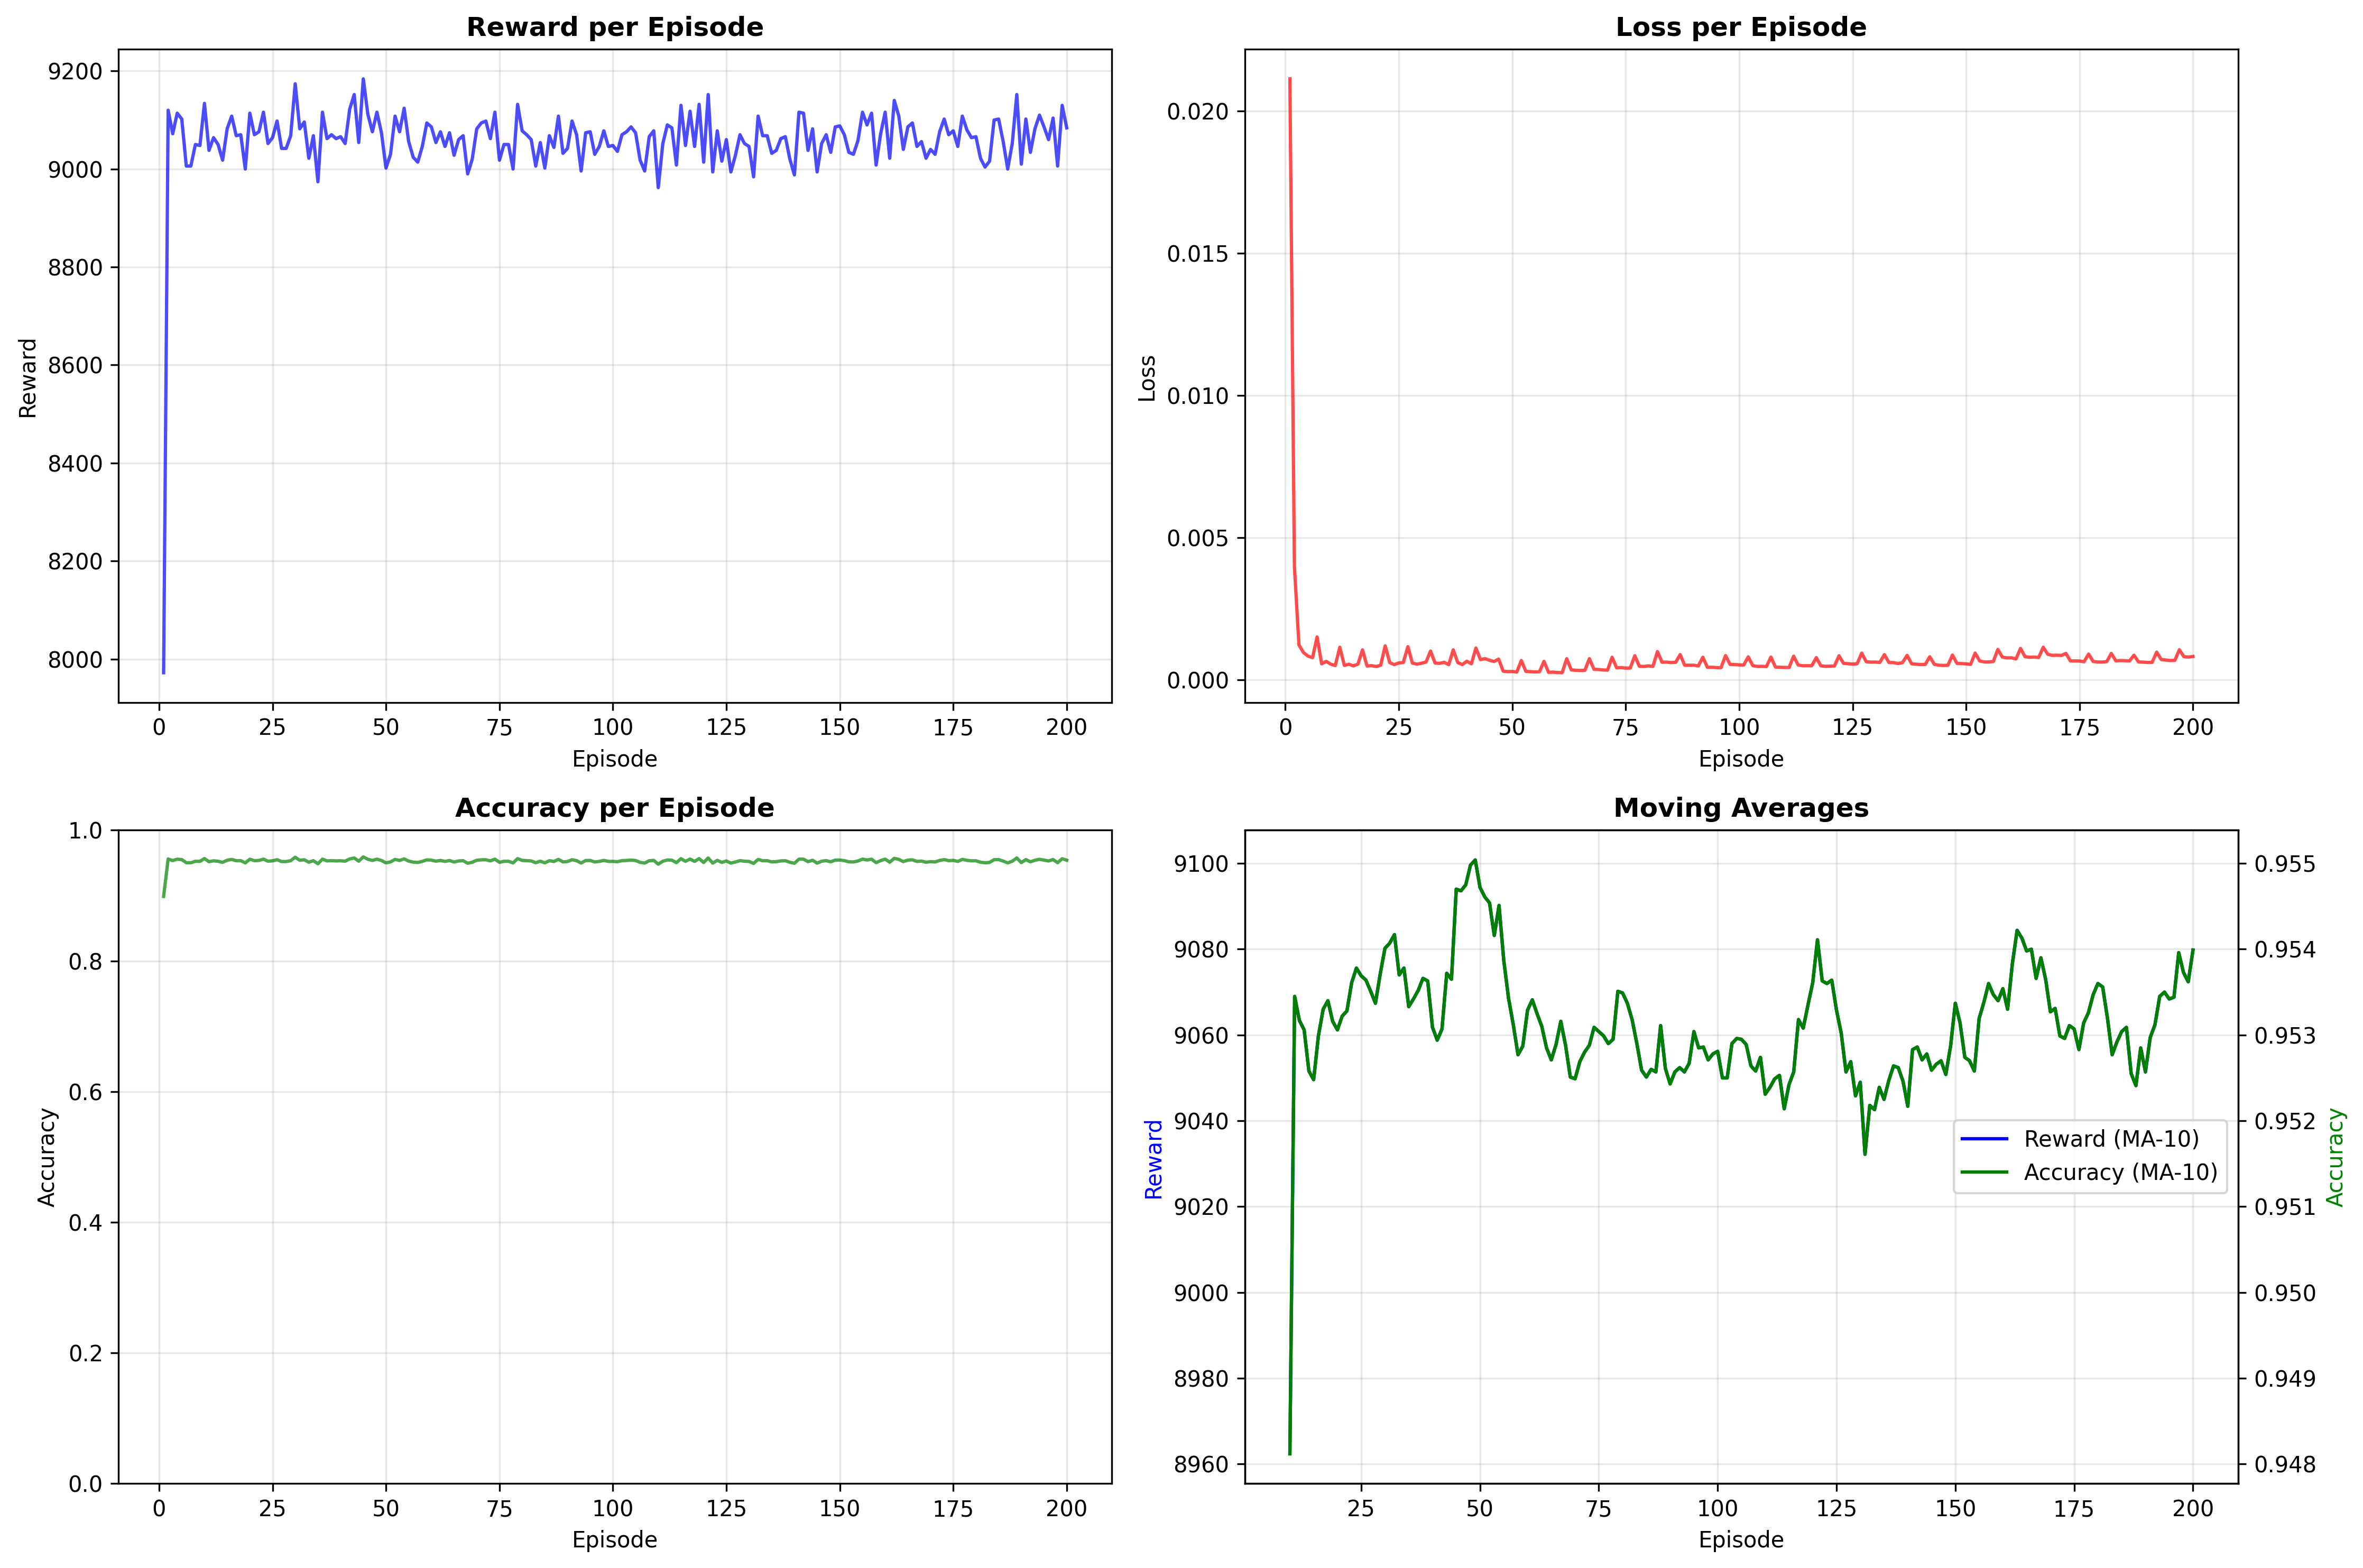 Reward per Episode
9200
9000
8800
8600
8400
8200
8000
Reward
0 25 50 75 100 125 150 175 200
Episode
Loss per Episode
0.020
0.015
0.010
0.005
0.000
Loss
0 25 50 75 100 125 150 175 200
Episode
Accuracy per Episode
1.0
0.8
0.6
0.4
0.2
0.0
Accuracy
0 25 50 75 100 125 150 175 200
Episode
Moving Averages
9100
9080
9060
9040
9020
9000
8980
8960
Reward
0.955
0.954
0.953
0.952
0.951
0.950
0.949
0.948
Accuracy
Reward (MA-10)
Accuracy (MA-10)
25 50 75 100 125 150 175 200
Episode